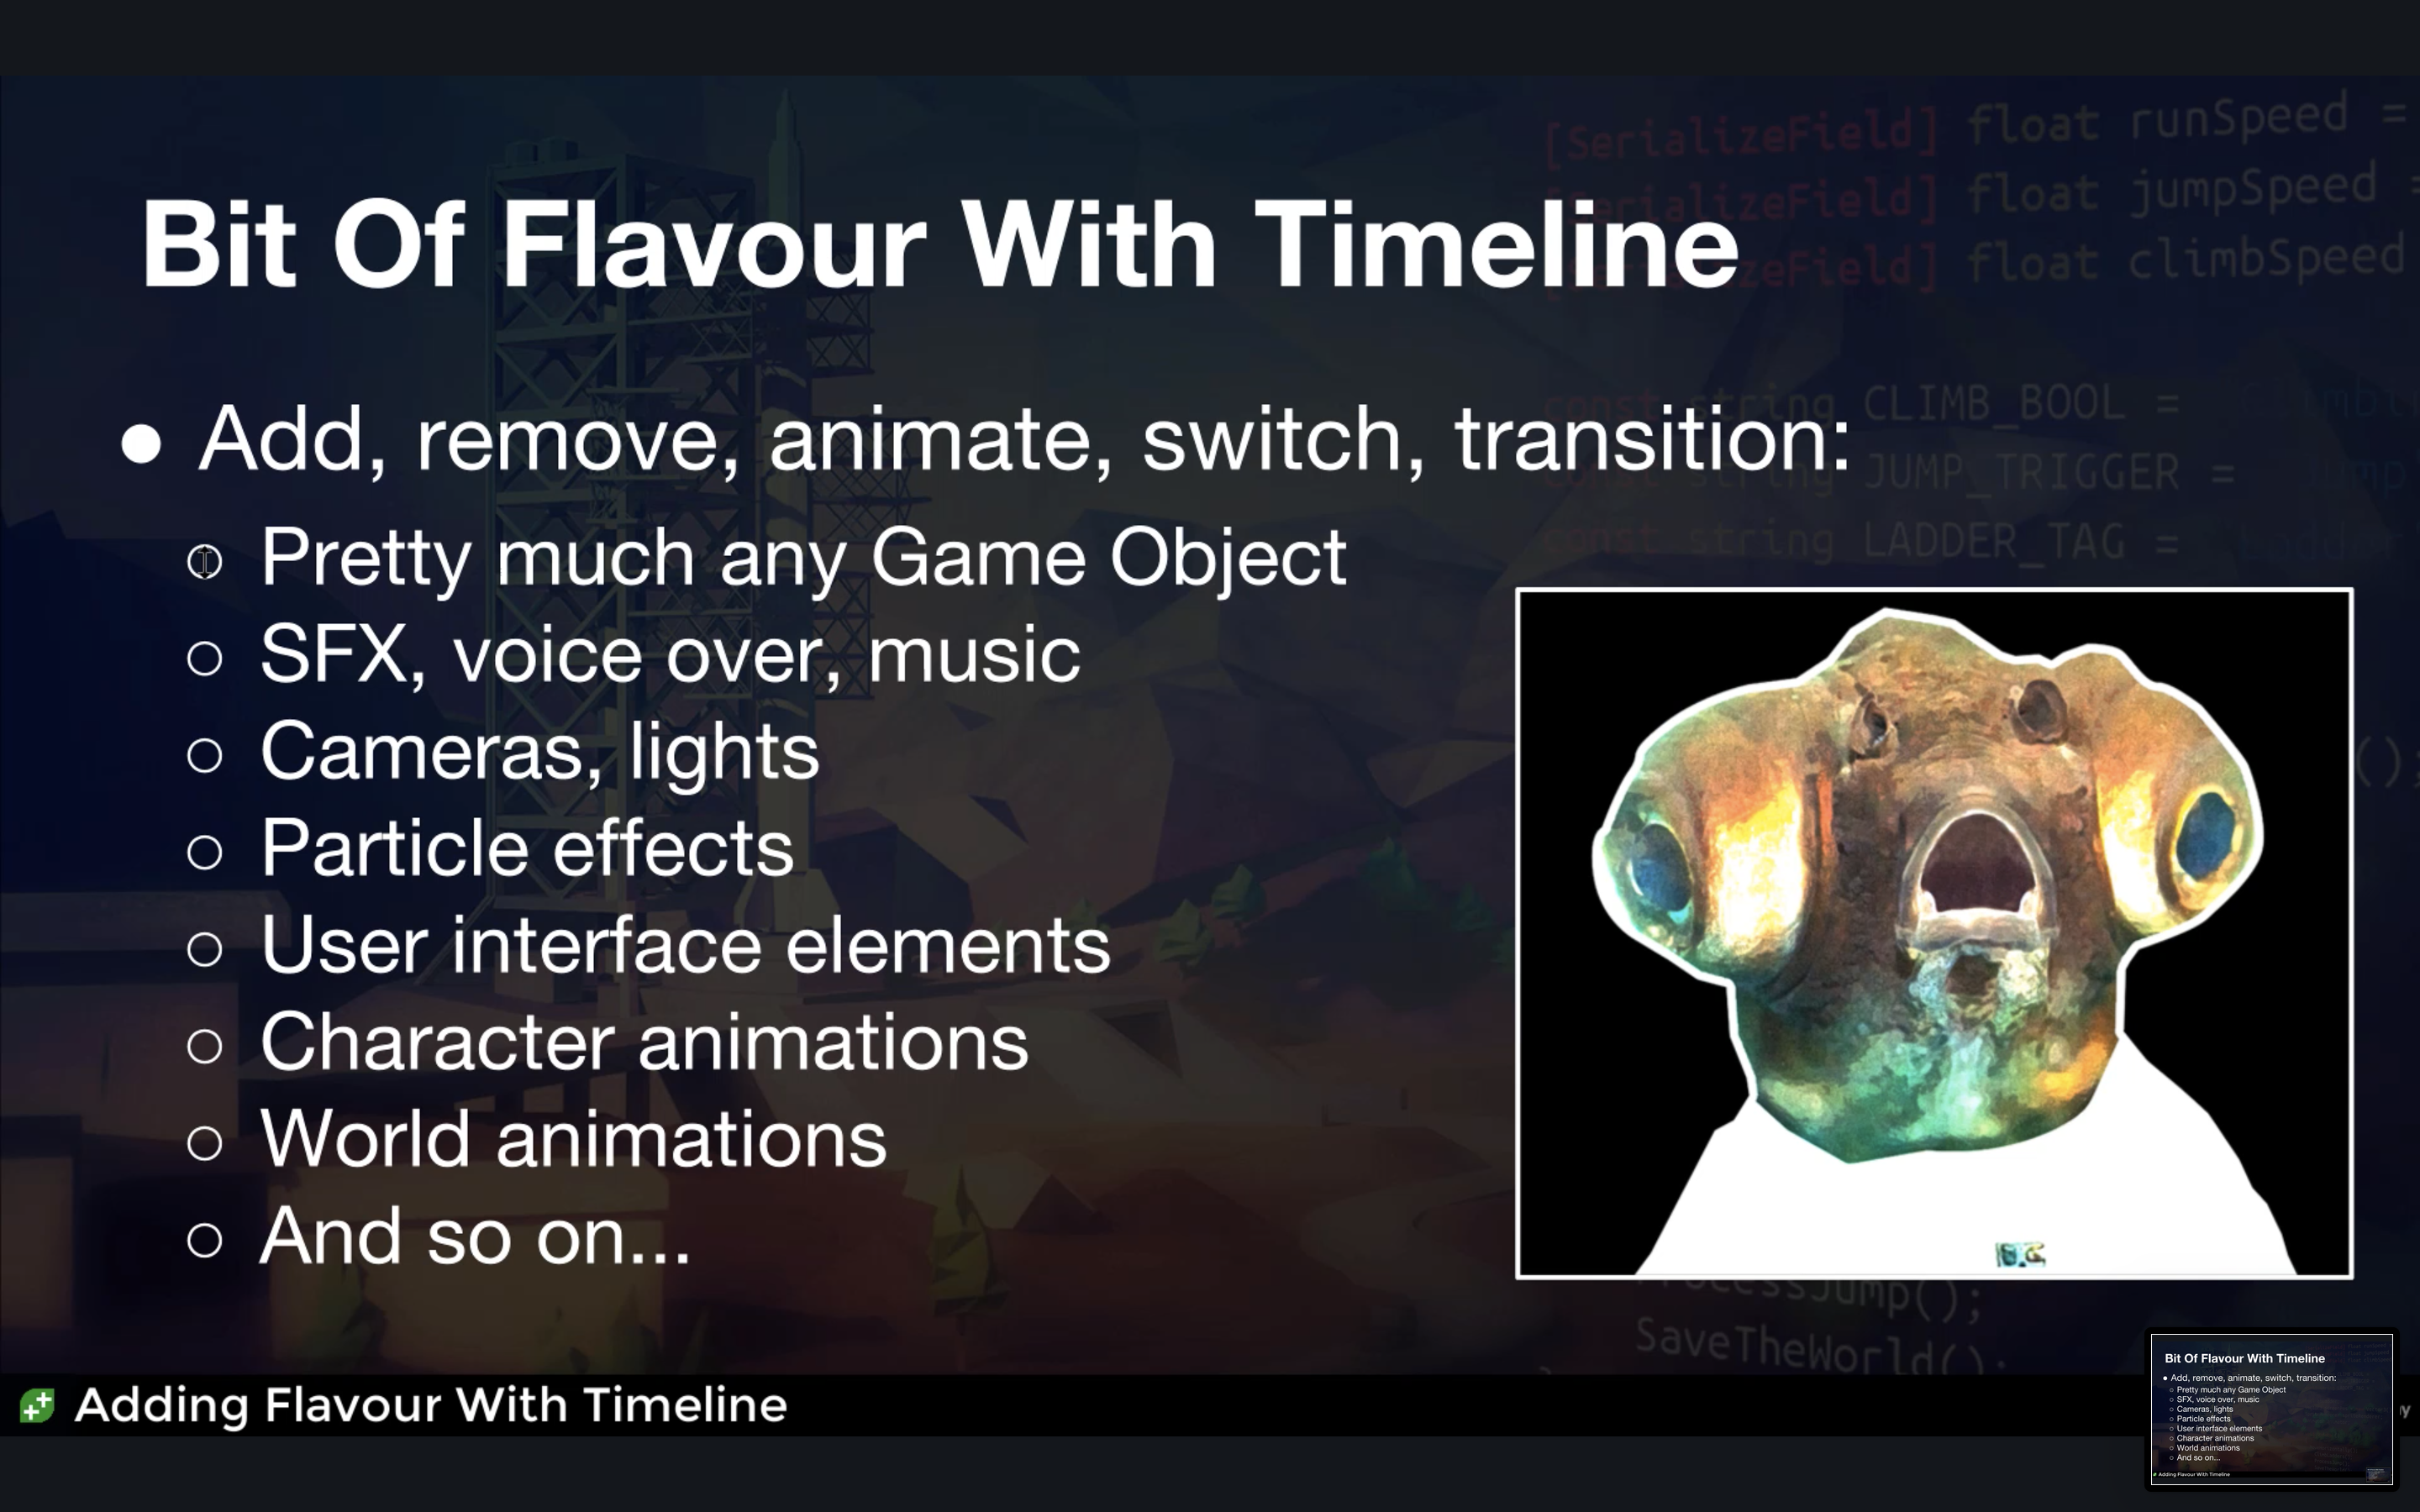 [SerializeField] float runSpeed =
float jumpSpeed
float climbSpeed
Bit Of Flavour With Timeline
const string CLIMB_BOOL =
string JUMP_TRIGGER =
const string LADDER_TAG =
● Add, remove, animate, switch, transition:
○ Pretty much any Game Object
○ SFX, voice over, music
○ Cameras, lights
○ Particle effects
○ User interface elements
○ Character animations
○ World animations
○ And so on...
();
SaveTheWorld();
Adding Flavour With Timeline
Bit Of Flavour With Timeline
● Add, remove, animate, switch, transition:
○ Pretty much any Game Object
○ SFX, voice over, music
○ Cameras, lights
○ Particle effects
○ User interface elements
○ Character animations
○ World animations
○ And so on...
Adding Flavour With Timeline